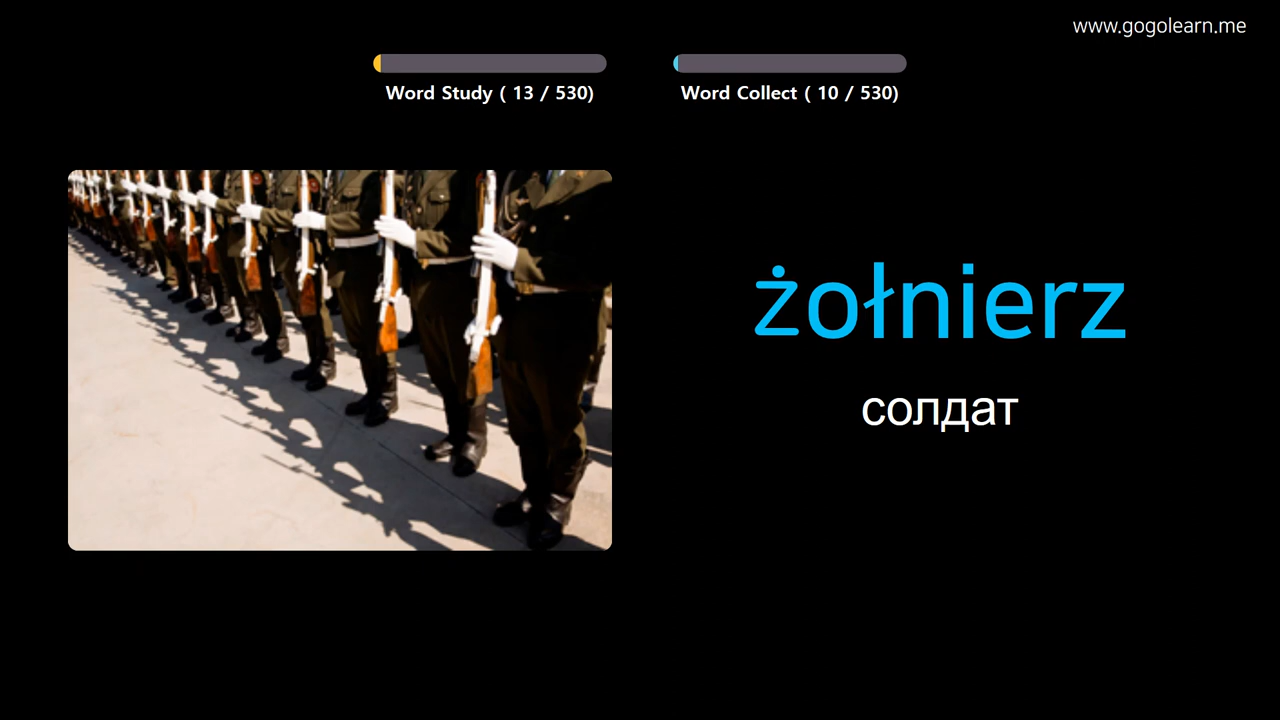 www.gogolearn.me
Word Study ( 13 / 530)
Word Collect ( 10 / 530)
żołnierz
солдат